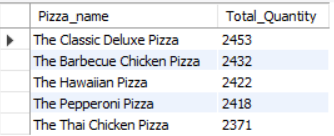 Pizza_name Total_Quantity
The Classic Deluxe Pizza 2453
The Barbecue Chicken Pizza 2432
The Hawaiian Pizza 2422
The Pepperoni Pizza 2418
The Thai Chicken Pizza 2371